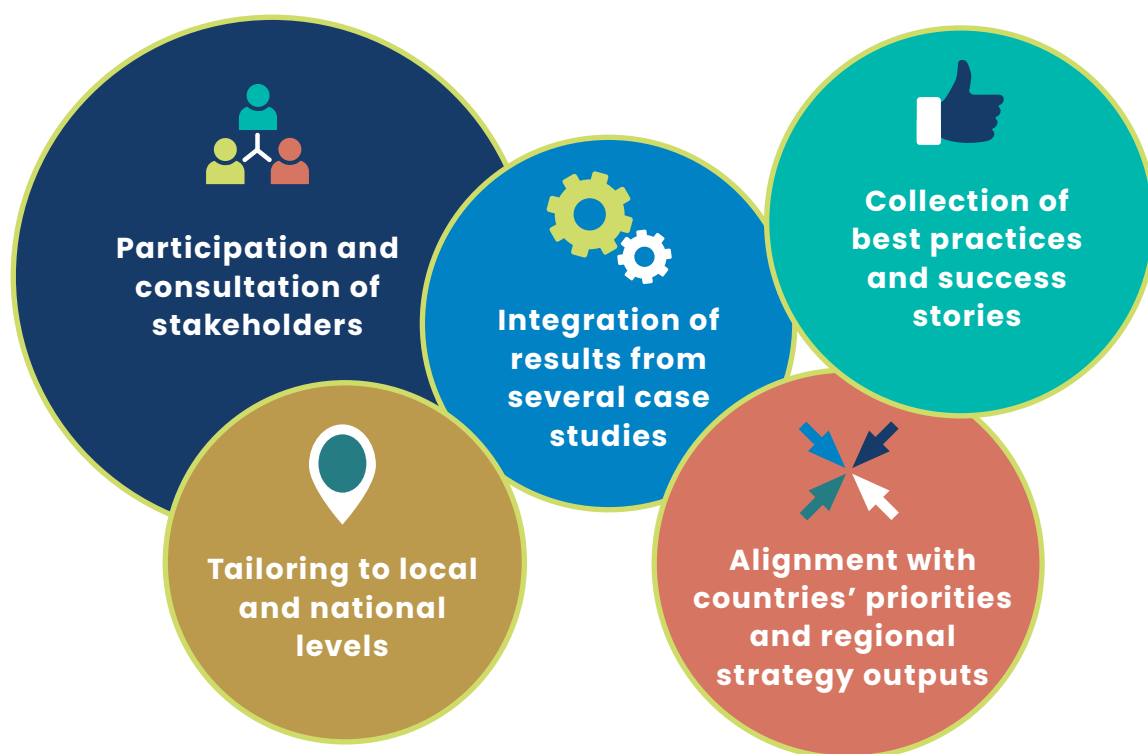 Participation and
consultation of
stakeholders
Integration of
results from
several case
studies
Collection of
best practices
and success
stories
Tailoring to local
and national
levels
Alignment with
countries’ priorities
and regional
strategy outputs